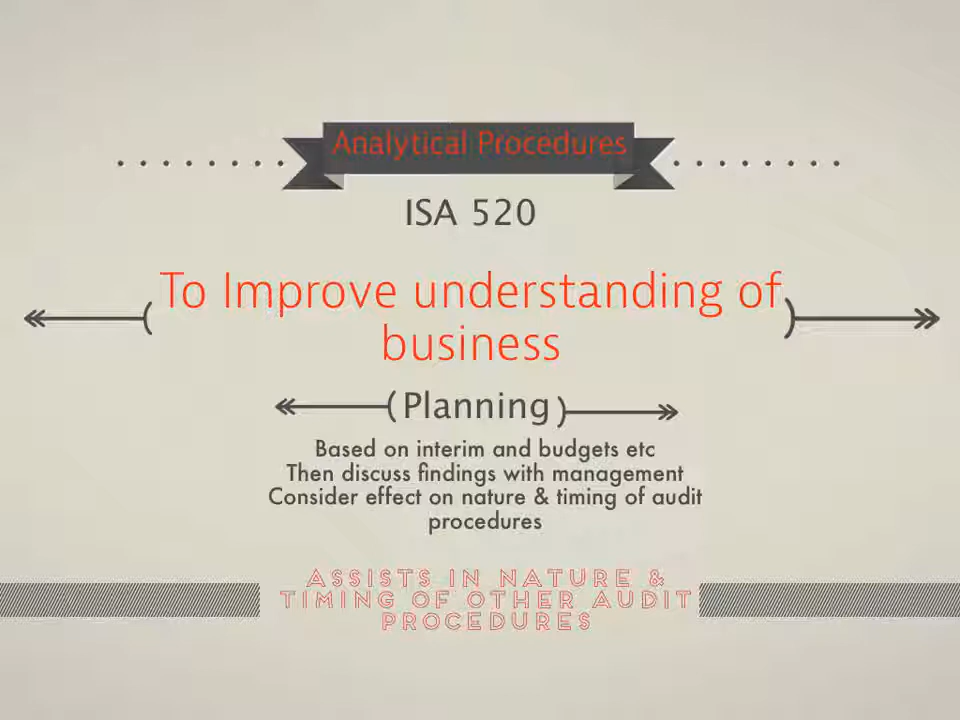 Analytical Procedures
ISA 520
To Improve understanding of
business
(Planning)
Based on interim and budgets etc
Then discuss findings with management
Consider effect on nature & timing of audit
procedures
ASSISTS IN NATURE &
TIMING OF OTHER AUDIT
PROCEDURES